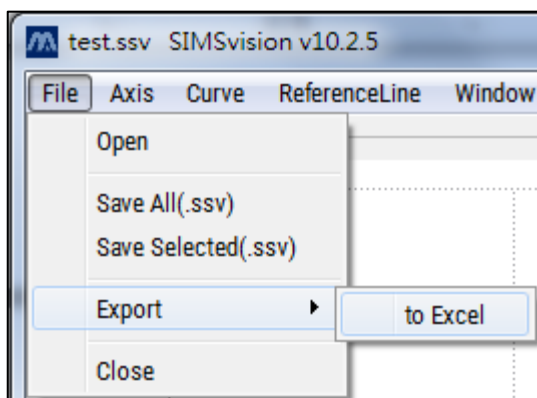 test.ssv SIMSvision v10.2.5
File Axis Curve ReferenceLine Window
Open
Save All(.ssv)
Save Selected(.ssv)
Export to Excel
Close